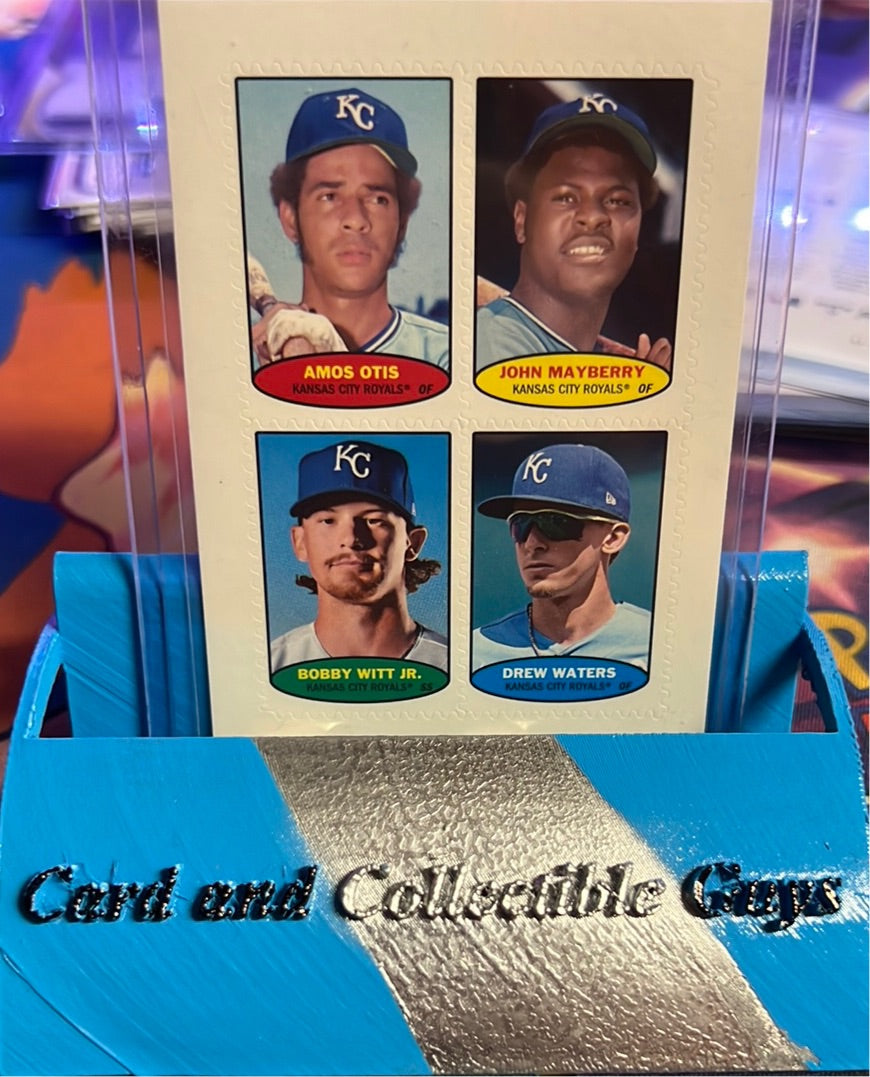 KC
KC
AMOS OTIS
KANSAS CITY ROYALS® OF
JOHN MAYBERRY
KANSAS CITY ROYALS® OF
KC
KC
BOBBY WITT JR.
KANSAS CITY ROYALS® SS
DREW WATERS
KANSAS CITY ROYALS® OF
Card and Collectible Guys